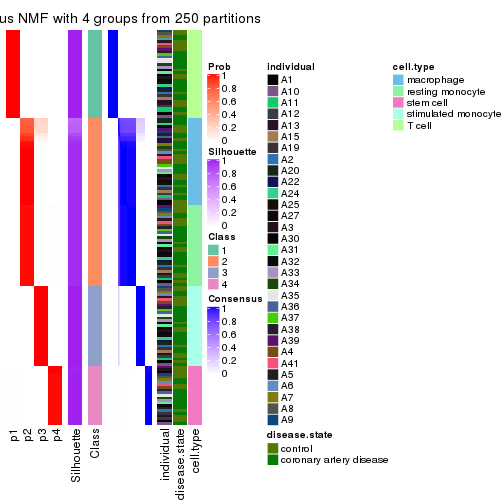 us NMF with 4 groups from 250 partitions
Prob
1
0.8
0.6
0.4
0.2
0
Silhouette
1
0.8
0.6
0.4
0.2
0
Class
1
2
3
4
Consensus
1
0.8
0.6
0.4
0.2
0
individual
A1
A10
A11
A12
A13
A15
A19
A2
A20
A22
A24
A25
A27
A3
A30
A31
A32
A33
A34
A35
A36
A37
A38
A39
A4
A41
A5
A6
A7
A8
A9
disease.state
control
coronary artery disease
cell.type
macrophage
resting monocyte
stem cell
stimulated monocyte
T cell
p1
p2
p3
p4
Silhouette
Class
individual
disease.state
cell.type